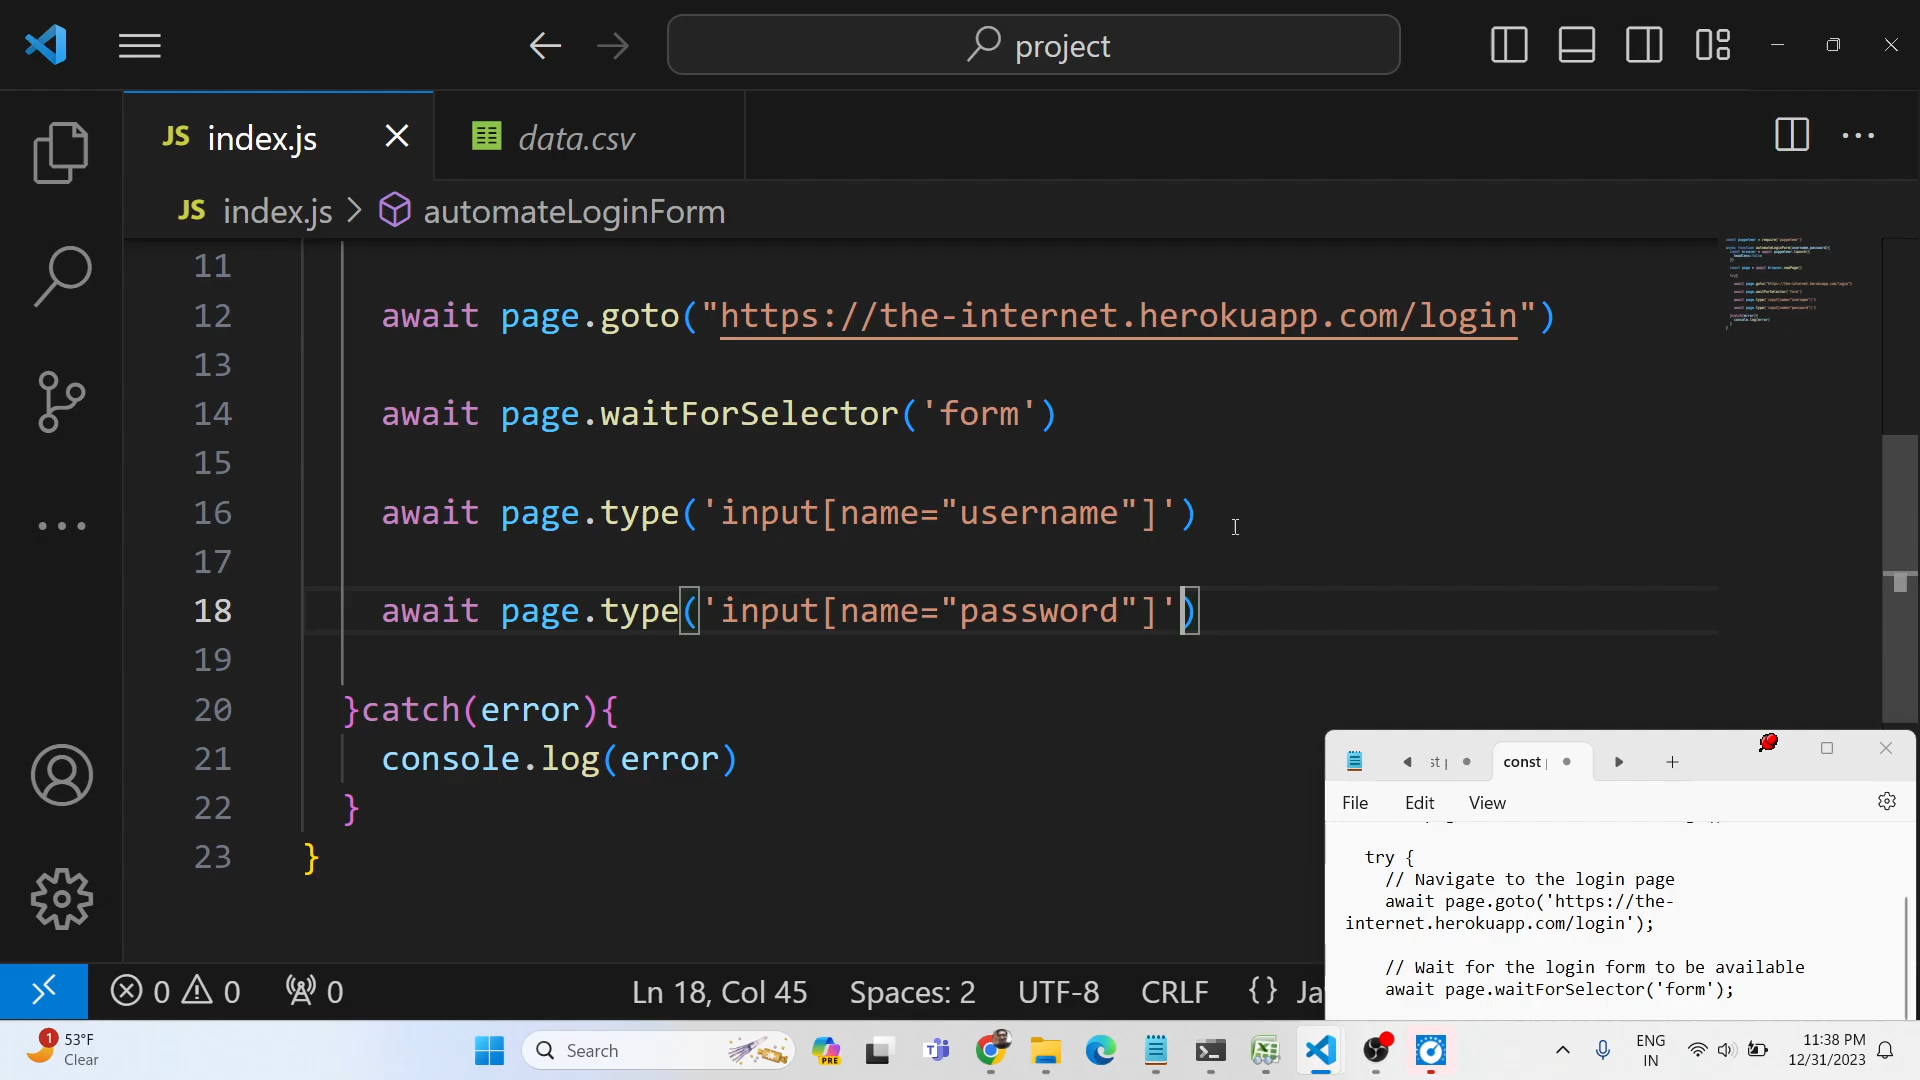 project
JS index.js
data.csv
JS index.js > automateLoginForm
11
12 await page.goto("https://the-internet.herokuapp.com/login")
13
14 await page.waitForSelector('form')
15
16 await page.type('input[name="username"]')
17
18 await page.type('input[name="password"]')
19
20 }catch(error){
21 console.log(error)
22 }
23 }
const
File Edit View
try {
// Navigate to the login page
await page.goto('https://the-
internet.herokuapp.com/login');
// Wait for the login form to be available
await page.waitForSelector('form');
0 0 0 Ln 18, Col 45 Spaces: 2 UTF-8 CRLF {} Ja
1 53°F
Clear
Search
PRE
ENG
IN
11:38 PM
12/31/2023